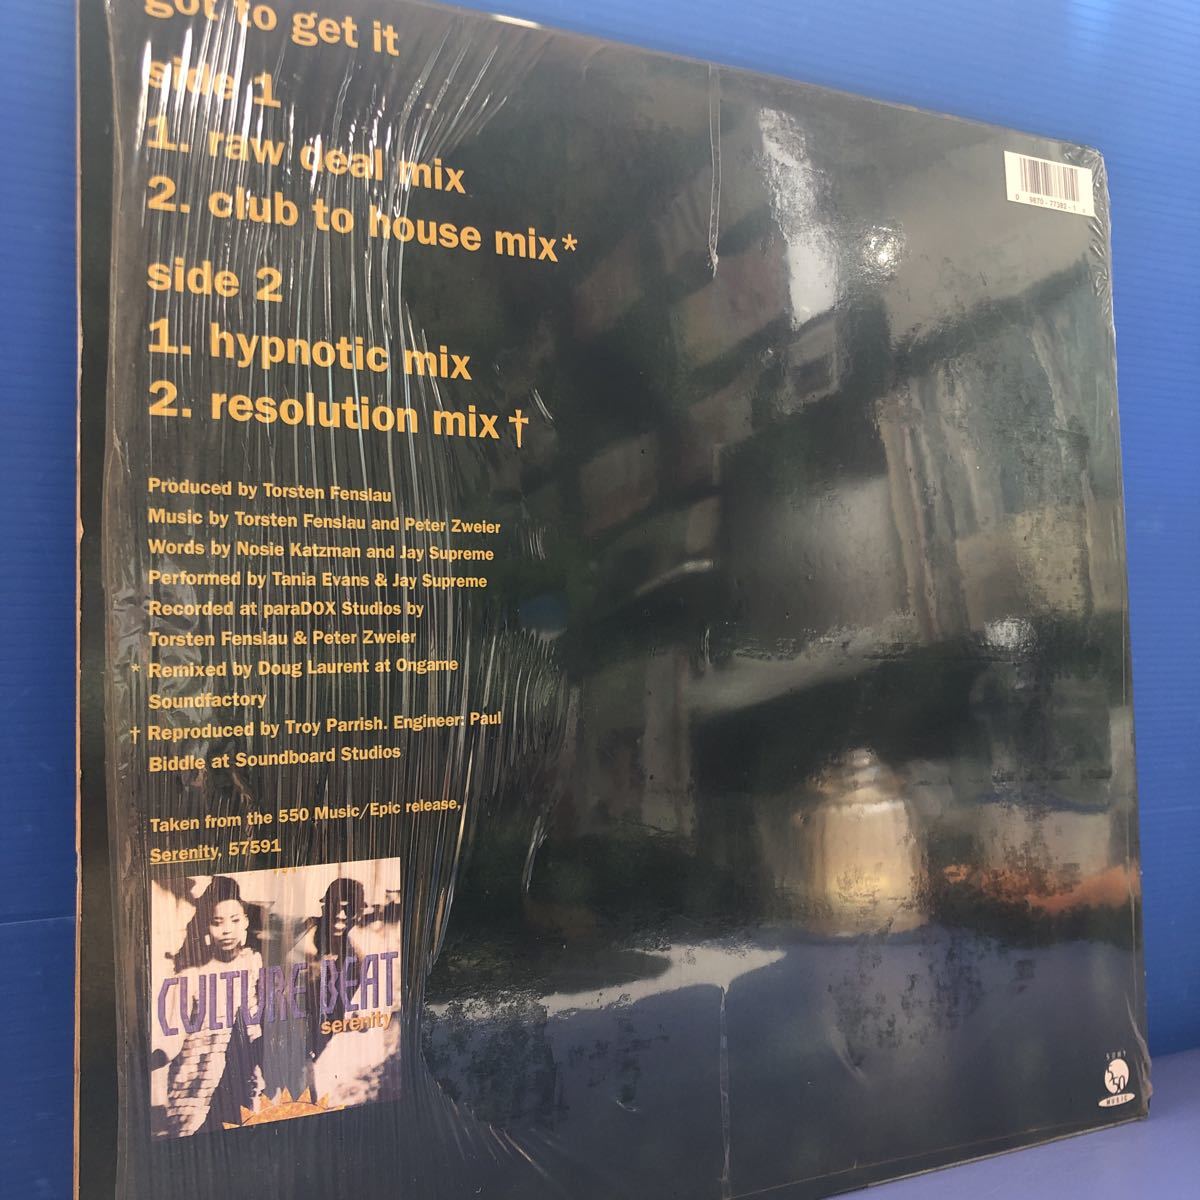 got to get it
side 1
1. raw deal mix
2. club to house mix*
side 2
1. hypnotic mix
2. resolution mix†
Produced by Torsten Fenslau
Music by Torsten Fenslau and Peter Zweier
Words by Nosie Katzman and Jay Supreme
Performed by Tania Evans & Jay Supreme
Recorded at paraDOX Studios by
Torsten Fenslau & Peter Zweier
* Remixed by Doug Laurent at Ongame
Soundfactory
† Reproduced by Troy Parrish. Engineer: Paul
Biddle at Soundboard Studios
Taken from the 550 Music/Epic release,
Serenity, 57591
CULTURE BEAT
serenity
SONY
550
MUSIC